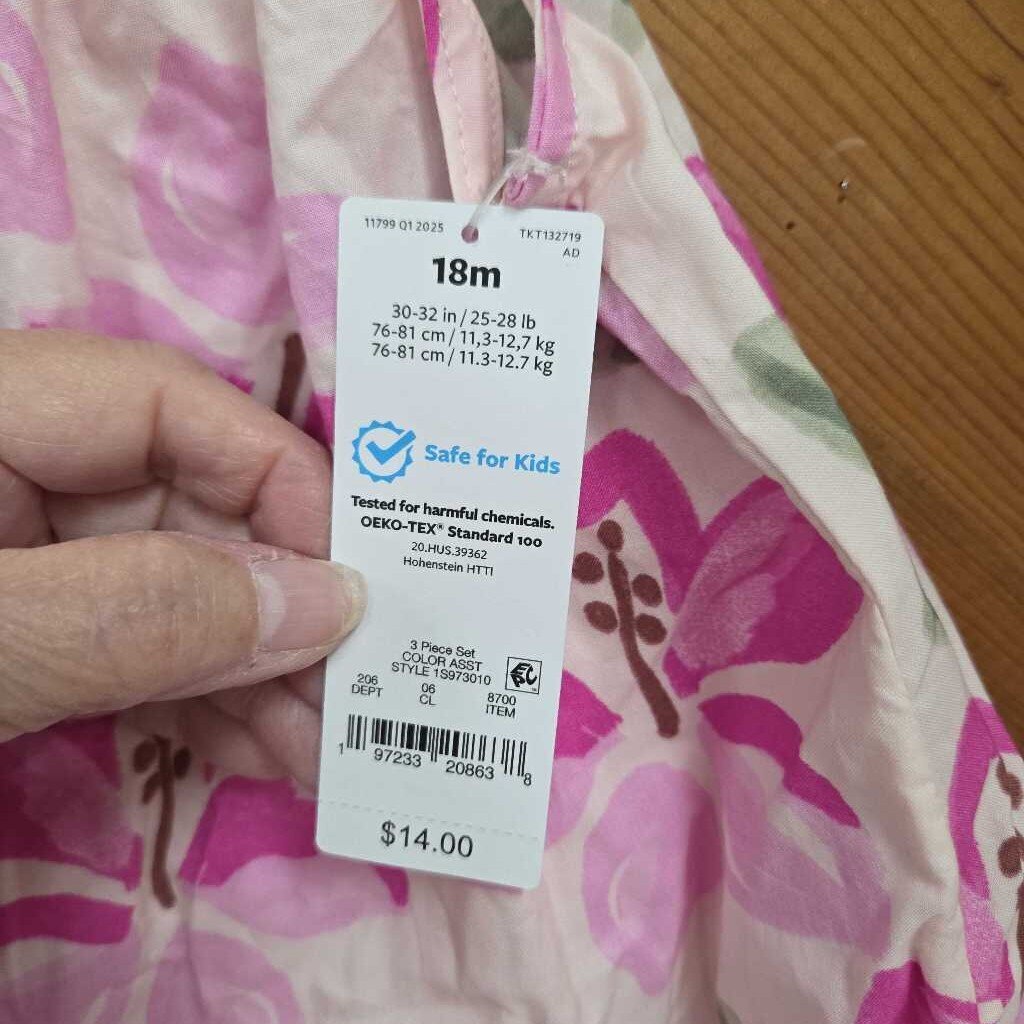 11799 Q1 2025
TKT132719
AD
18m
30-32 in / 25-28 lb
76-81 cm / 11,3-12,7 kg
76-81 cm / 11.3-12.7 kg
Safe for Kids
Tested for harmful chemicals.
OEKO-TEX® Standard 100
20.HUS.39362
Hohenstein HTTI
3 Piece Set
COLOR ASST
STYLE 1S973010
206 06 8700
DEPT CL ITEM
EPC
1 97233 20863 8
$14.00